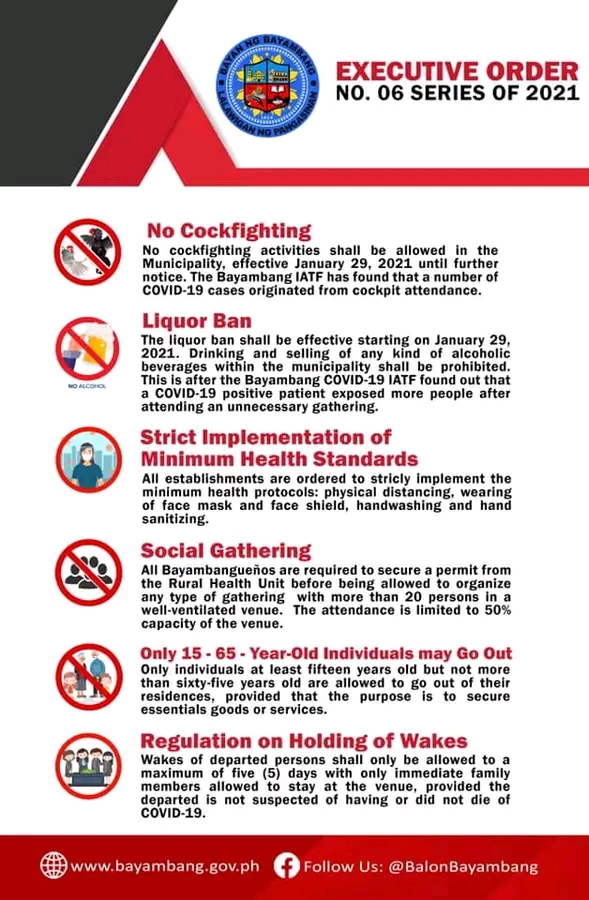 BAYAN NG BAYAMBANG
LALAWIGAN NG PANGASINAN
EXECUTIVE ORDER
NO. 06 SERIES OF 2021
No Cockfighting
No cockfighting activities shall be allowed in the
Municipality, effective January 29, 2021 until further
notice. The Bayambang IATF has found that a number of
COVID-19 cases originated from cockpit attendance.
Liquor Ban
The liquor ban shall be effective starting on January 29,
2021. Drinking and selling of any kind of alcoholic
beverages within the municipality shall be prohibited.
This is after the Bayambang COVID-19 IATF found out that
a COVID-19 positive patient exposed more people after
attending an unnecessary gathering.
NO ALCOHOL
Strict Implementation of
Minimum Health Standards
All establishments are ordered to stricly implement the
minimum health protocols: physical distancing, wearing
of face mask and face shield, handwashing and hand
sanitizing.
Social Gathering
All Bayambangueños are required to secure a permit from
the Rural Health Unit before being allowed to organize
any type of gathering with more than 20 persons in a
well-ventilated venue. The attendance is limited to 50%
capacity of the venue.
Only 15 - 65 - Year-Old Individuals may Go Out
Only individuals at least fifteen years old but not more
than sixty-five years old are allowed to go out of their
residences, provided that the purpose is to secure
essentials goods or services.
Regulation on Holding of Wakes
Wakes of departed persons shall only be allowed to a
maximum of five (5) days with only immediate family
members allowed to stay at the venue, provided the
departed is not suspected of having or did not die of
COVID-19.
www.bayambang.gov.ph
Follow Us: @BalonBayambang